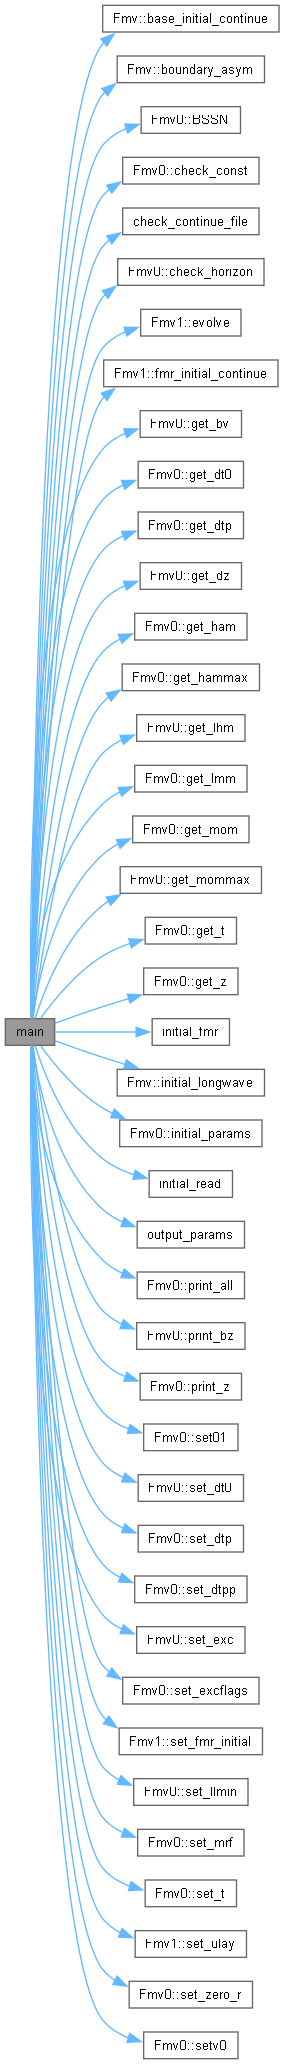 Fmv::base_initial_continue
Fmv::boundary_asym
Fmv0::BSSN
Fmv0::check_const
check_continue_file
Fmv0::check_horizon
Fmv1::evolve
Fmv1::fmr_initial_continue
Fmv0::get_bv
Fmv0::get_dt0
Fmv0::get_dtp
Fmv0::get_dz
Fmv0::get_ham
Fmv0::get_hammax
Fmv0::get_lhm
Fmv0::get_lmm
Fmv0::get_mom
Fmv0::get_mommax
Fmv0::get_t
Fmv0::get_z
main
initial_fmr
Fmv::initial_longwave
Fmv0::initial_params
initial_read
output_params
Fmv0::print_all
Fmv0::print_bz
Fmv0::print_z
Fmv0::set01
Fmv0::set_dt0
Fmv0::set_dtp
Fmv0::set_dtpp
Fmv0::set_exc
Fmv0::set_excflags
Fmv1::set_fmr_initial
Fmv0::set_llmin
Fmv0::set_mrf
Fmv0::set_t
Fmv1::set_ulay
Fmv0::set_zero_r
Fmv0::setv0